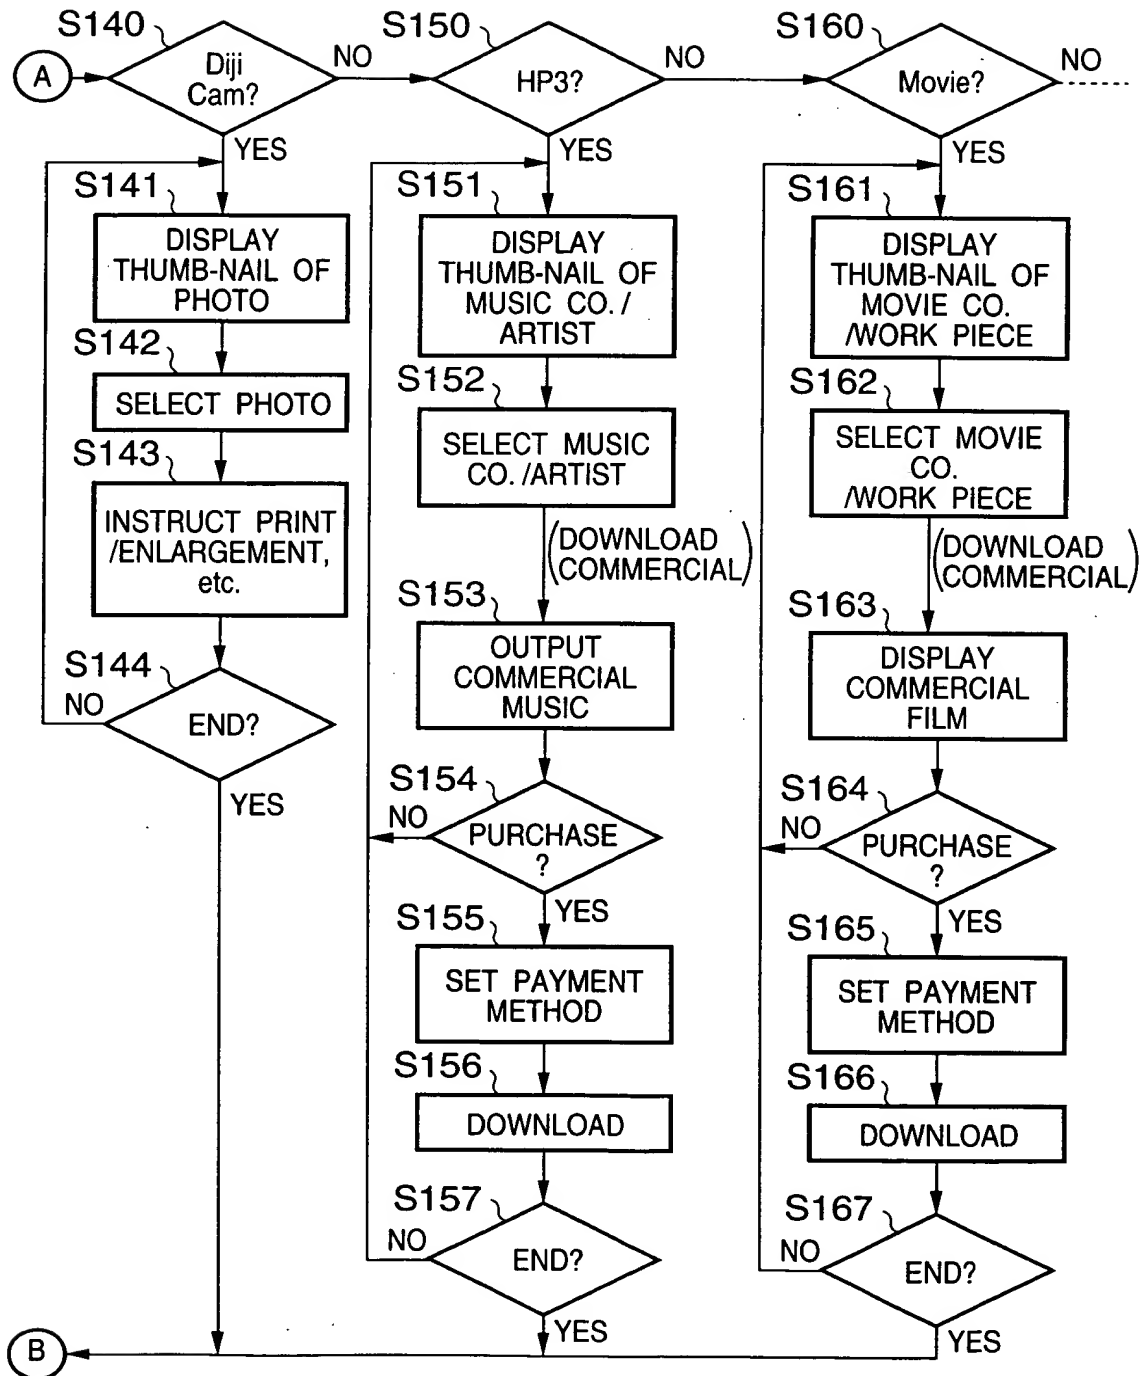 S140
A
Diji
Cam?
NO
YES
S141
DISPLAY
THUMB-NAIL OF
PHOTO
S142
SELECT PHOTO
S143
INSTRUCT PRINT
/ENLARGEMENT,
etc.
S144
NO
END?
YES
S150
HP3?
NO
YES
S151
DISPLAY
THUMB-NAIL OF
MUSIC CO. /
ARTIST
S152
SELECT MUSIC
CO. /ARTIST
(DOWNLOAD
COMMERCIAL)
S153
OUTPUT
COMMERCIAL
MUSIC
S154
NO
PURCHASE
?
YES
S155
SET PAYMENT
METHOD
S156
DOWNLOAD
S157
NO
END?
YES
S160
Movie?
NO
YES
S161
DISPLAY
THUMB-NAIL OF
MOVIE CO.
/WORK PIECE
S162
SELECT MOVIE
CO.
/WORK PIECE
(DOWNLOAD
COMMERCIAL)
S163
DISPLAY
COMMERCIAL
FILM
S164
NO
PURCHASE
?
YES
S165
SET PAYMENT
METHOD
S166
DOWNLOAD
S167
NO
END?
YES
B